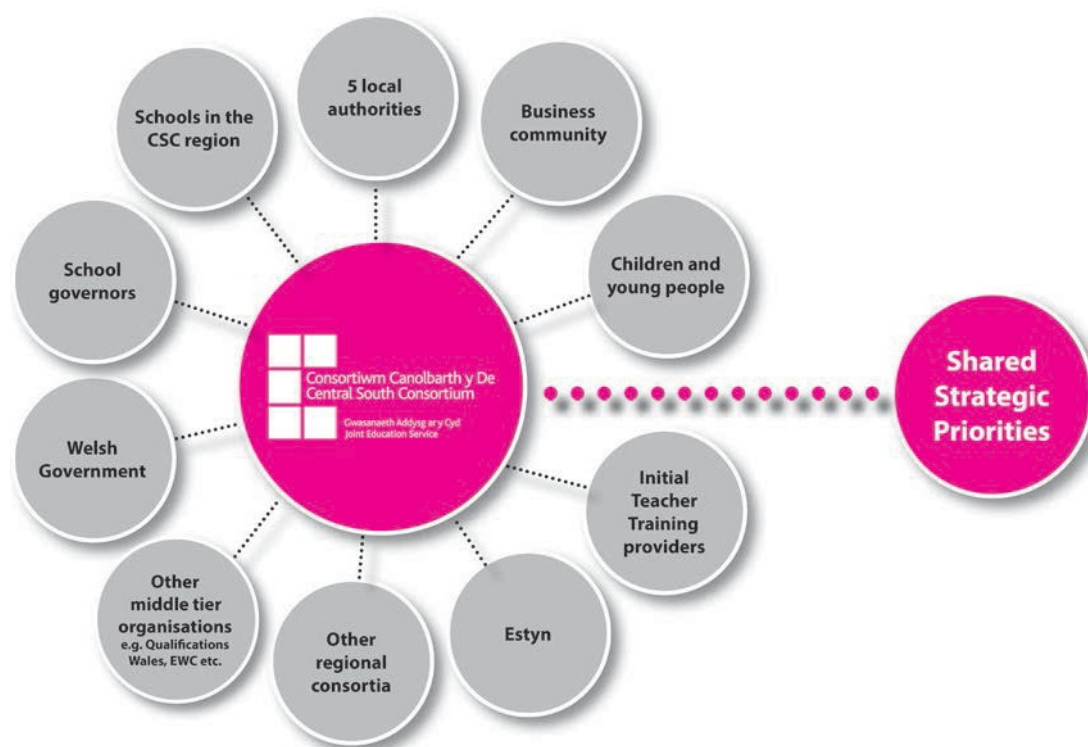 5 local
authorities
Business
community
Children and
young people
Initial
Teacher
Training
providers
Estyn
Other
regional
consortia
Other
middle tier
organisations
e.g. Qualifications
Wales, EWC etc.
Welsh
Government
School
governors
Schools in the
CSC region
Consortiwm Canolbarth y De
Central South Consortium
Gwasanaeth Addysg ar y Cyd
Joint Education Service
Shared
Strategic
Priorities